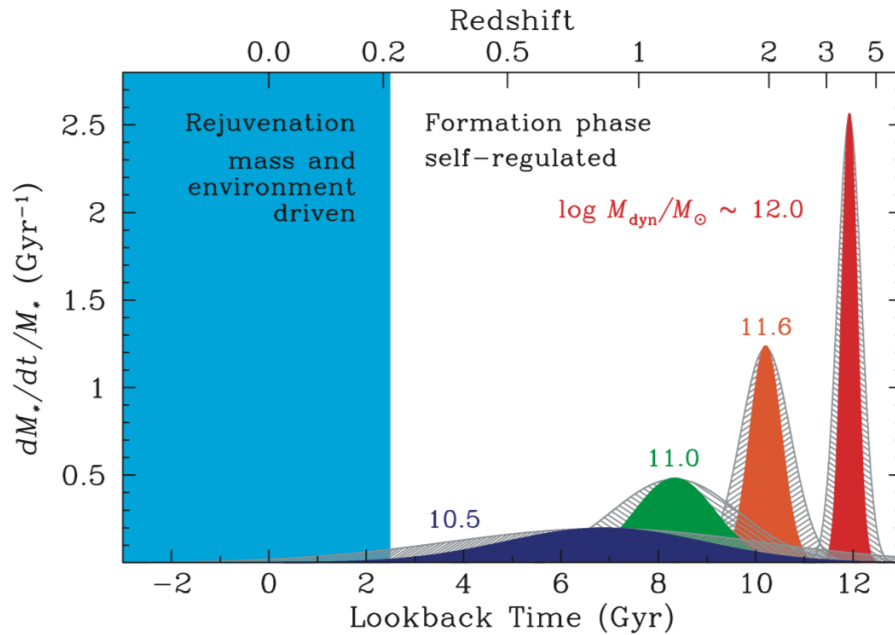 Redshift
0.0 0.2 0.5 1 2 3 5
Rejuvenation
mass and
environment
driven
Formation phase
self-regulated
log M_dyn/M_⊙ ~ 12.0
11.6
11.0
10.5
dM_*/dt/M_* (Gyr⁻¹)
2.5
2
1.5
1
0.5
−2 0 2 4 6 8 10 12
Lookback Time (Gyr)